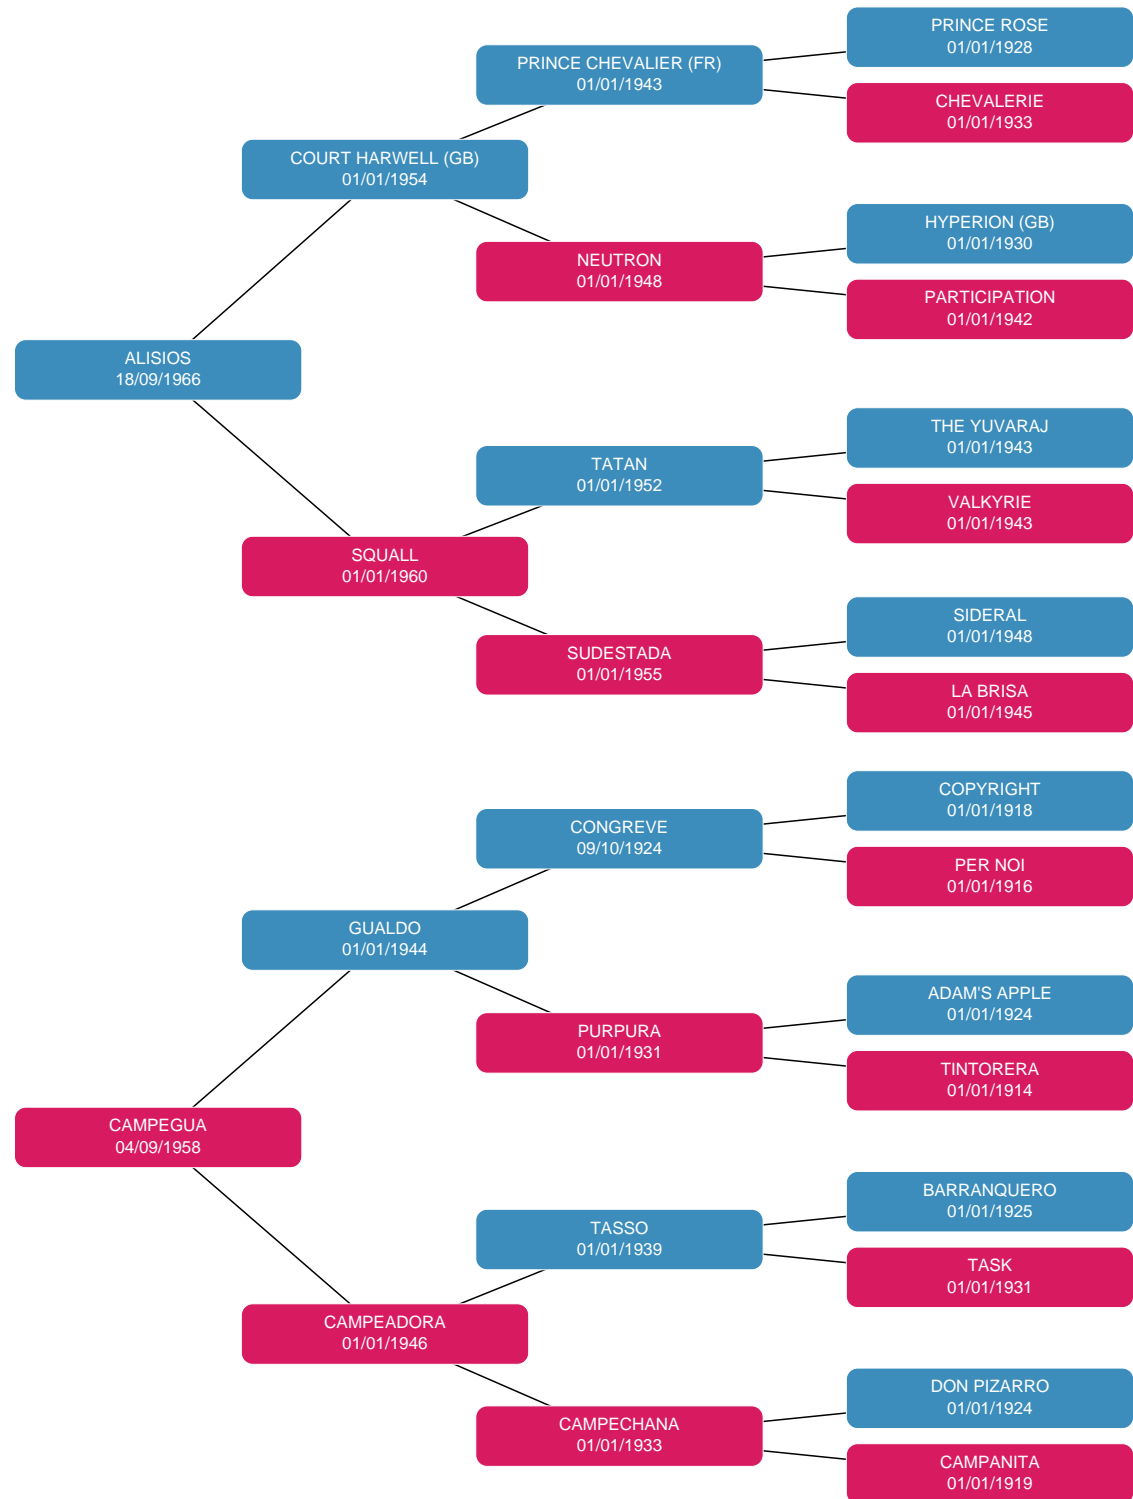 PRINCE ROSE
01/01/1928
PRINCE CHEVALIER (FR)
01/01/1943
CHEVALERIE
01/01/1933
COURT HARWELL (GB)
01/01/1954
HYPERION (GB)
01/01/1930
NEUTRON
01/01/1948
PARTICIPATION
01/01/1942
ALISIOS
18/09/1966
THE YUVARAJ
01/01/1943
TATAN
01/01/1952
VALKYRIE
01/01/1943
SQUALL
01/01/1960
SIDERAL
01/01/1948
SUDESTADA
01/01/1955
LA BRISA
01/01/1945
COPYRIGHT
01/01/1918
CONGREVE
09/10/1924
PER NOI
01/01/1916
GUALDO
01/01/1944
ADAM'S APPLE
01/01/1924
PURPURA
01/01/1931
TINTORERA
01/01/1914
CAMPEGUA
04/09/1958
BARRANQUERO
01/01/1925
TASSO
01/01/1939
TASK
01/01/1931
CAMPEADORA
01/01/1946
DON PIZARRO
01/01/1924
CAMPECHANA
01/01/1933
CAMPANITA
01/01/1919